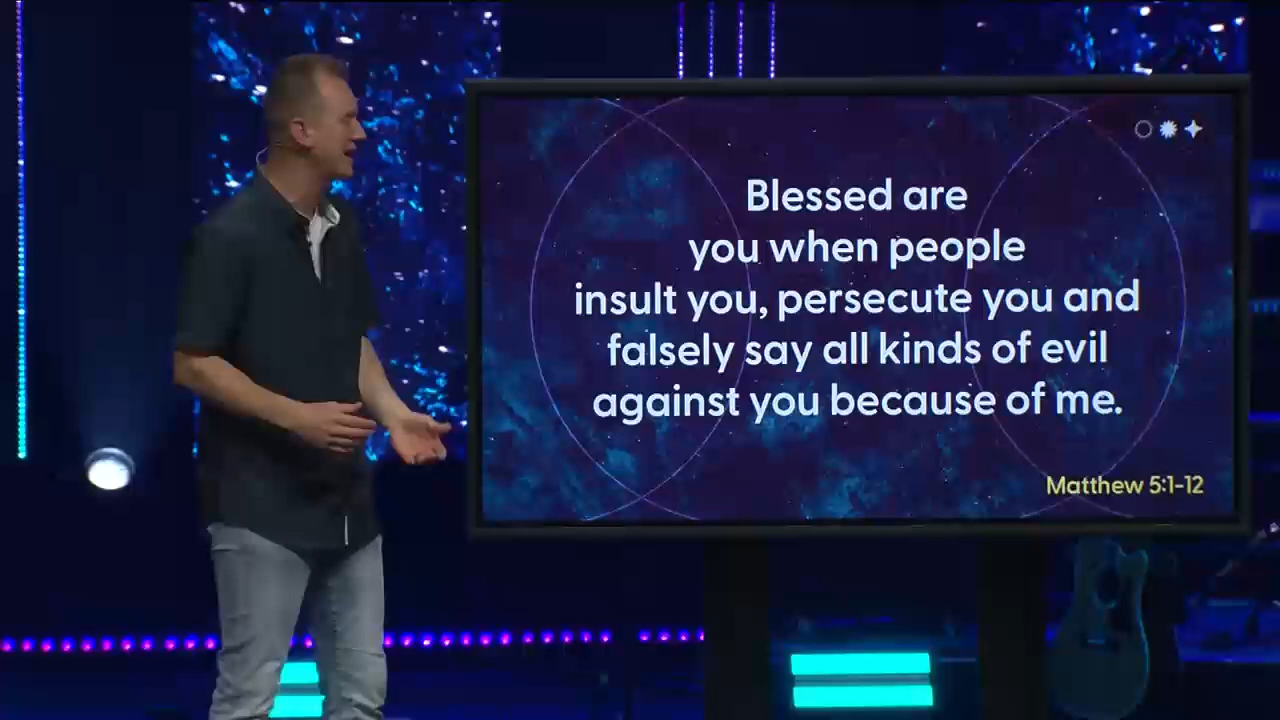 Blessed are
you when people
insult you, persecute you and
falsely say all kinds of evil
against you because of me.
Matthew 5:1-12